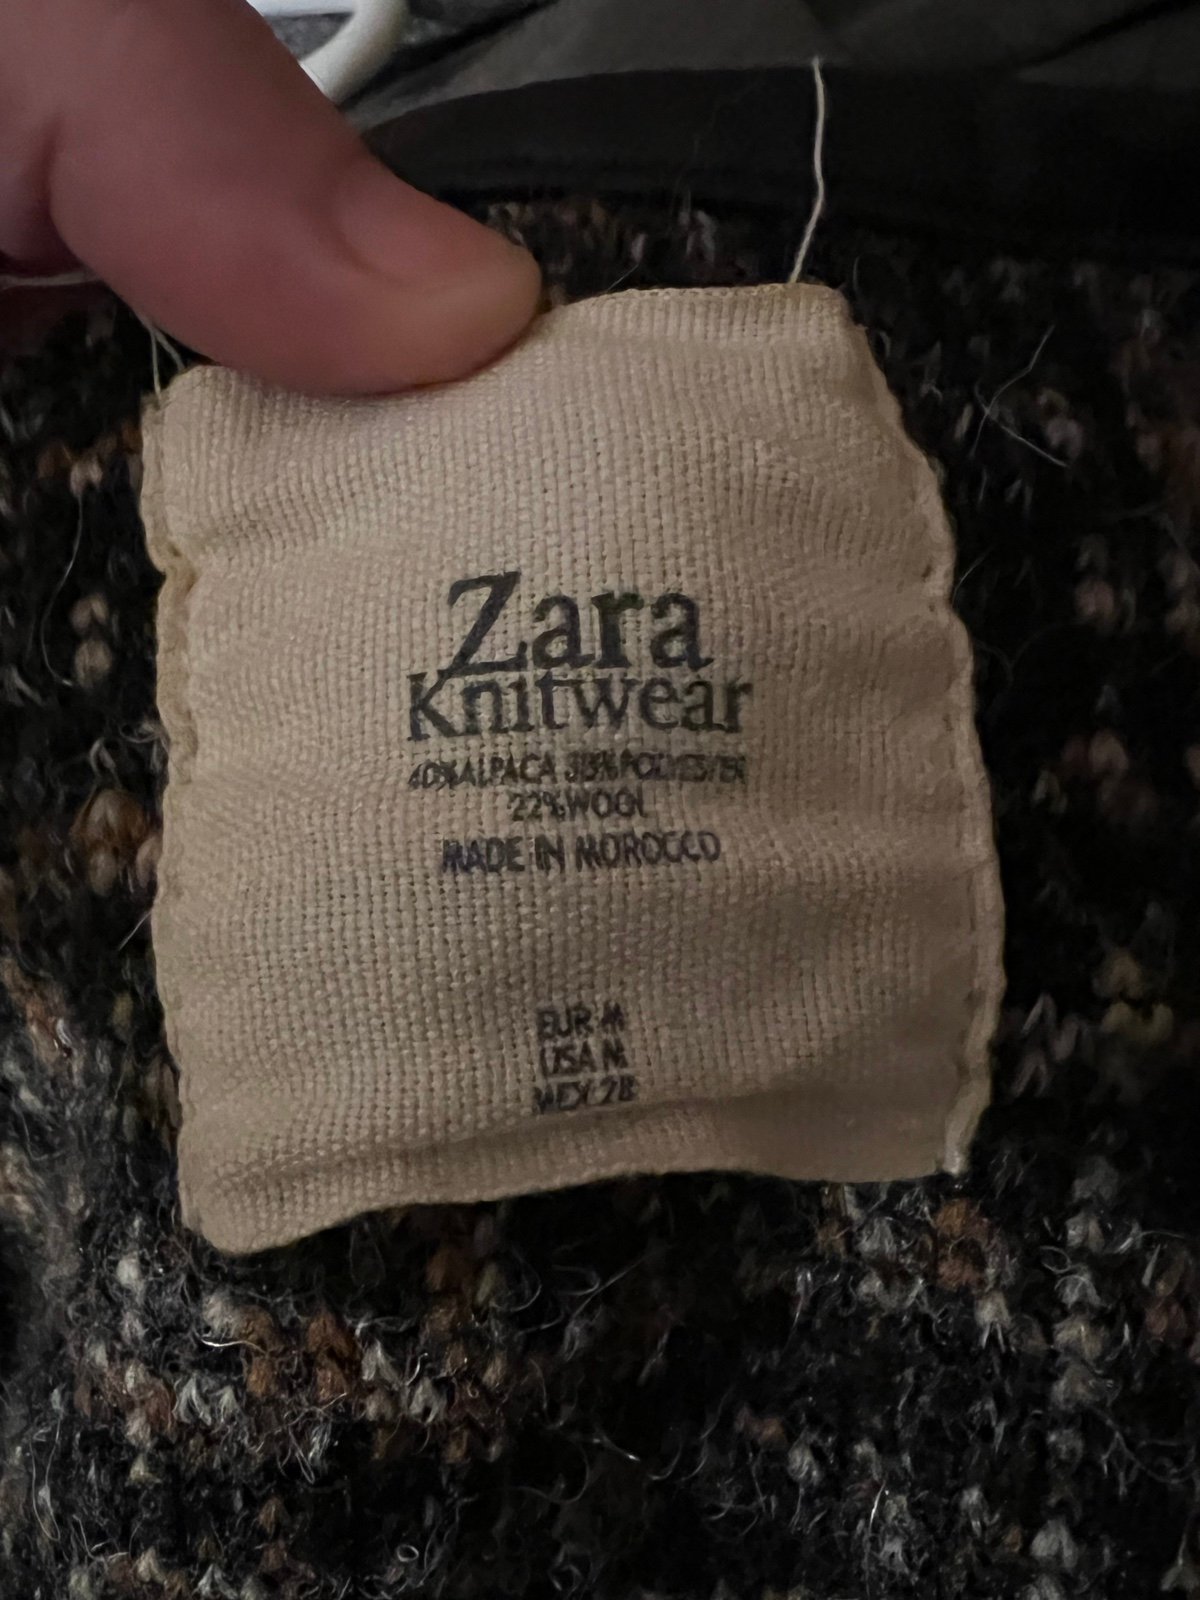 Zara
Knitwear
40%ALPACA 38%POLYESTER
22%WOOL
MADE IN MOROCCO
EUR M
USA M
MEX 28